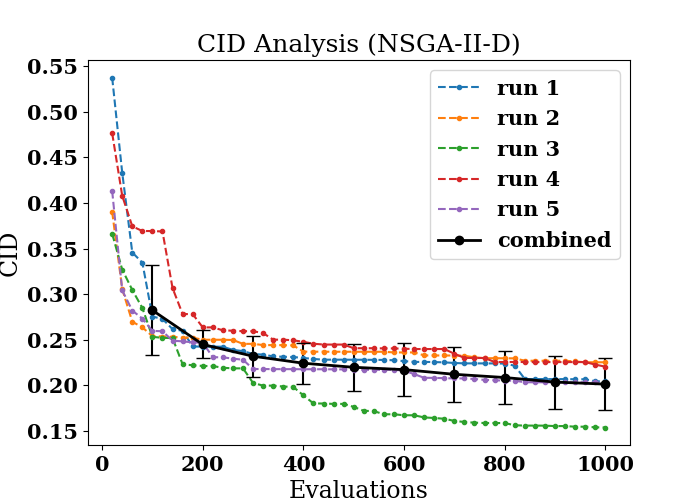 CID Analysis (NSGA-II-D)
CID
0.55
0.50
0.45
0.40
0.35
0.30
0.25
0.20
0.15
run 1
run 2
run 3
run 4
run 5
combined
0 200 400 600 800 1000
Evaluations